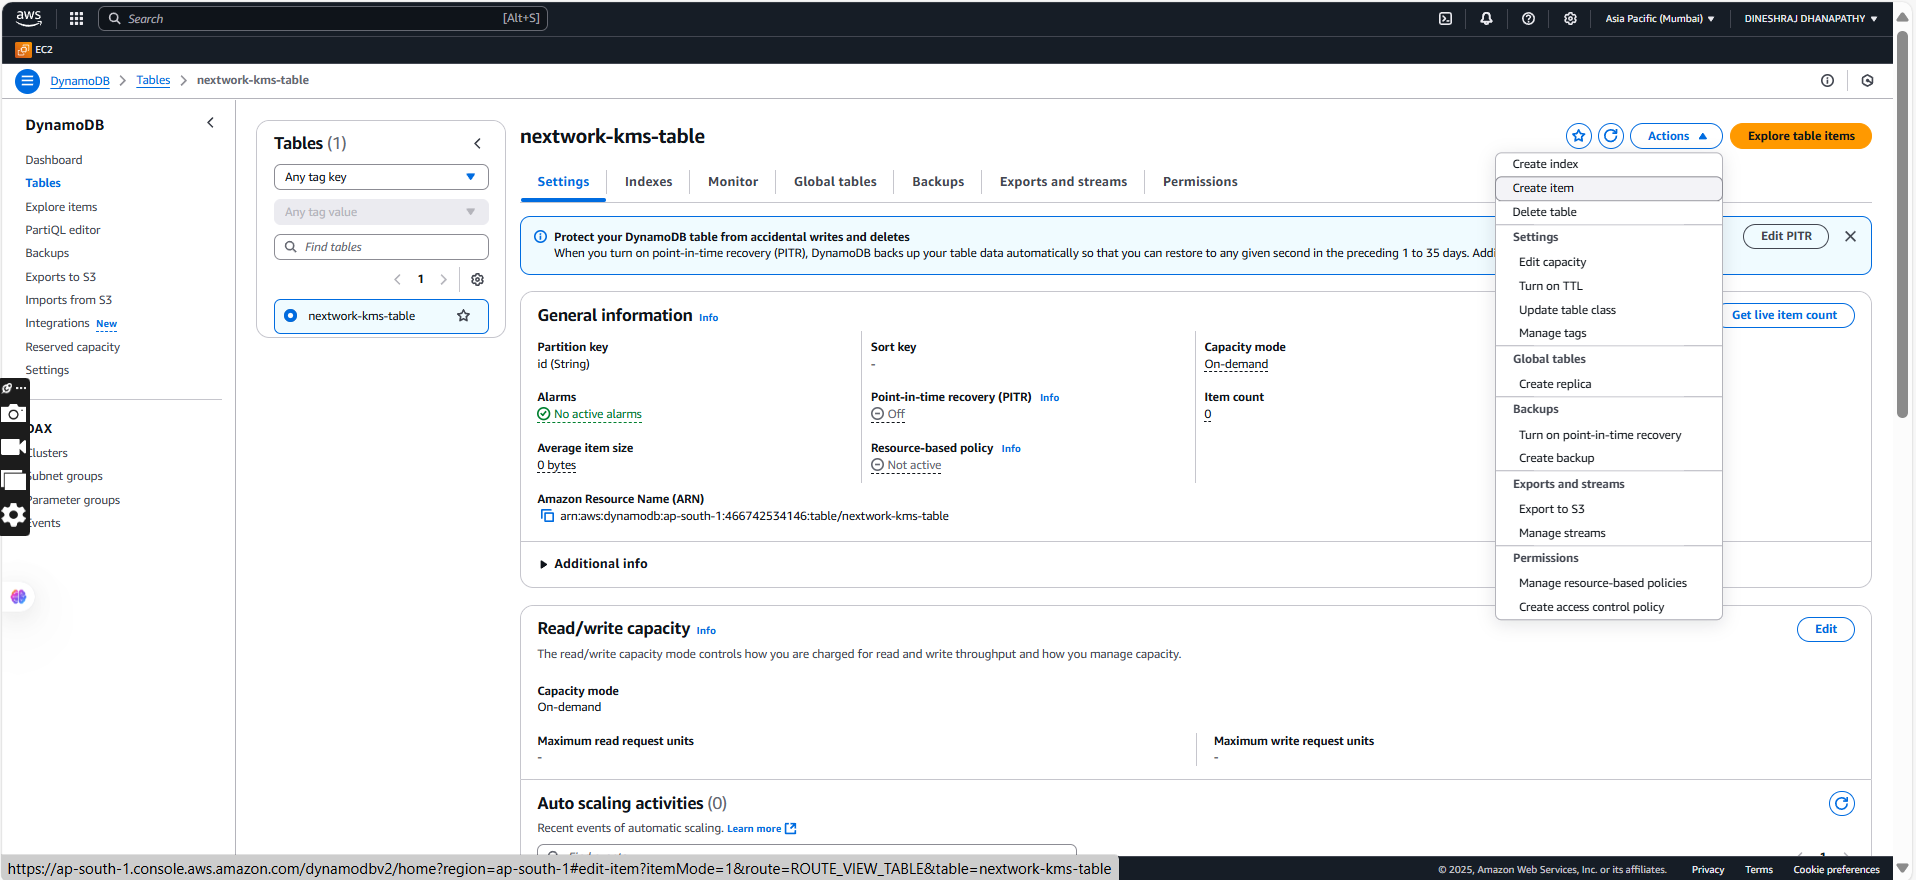 aws
Search
[Alt+S]
Asia Pacific (Mumbai)
DINESHRAJ DHANAPATHY
EC2
DynamoDB
Tables
nextwork-kms-table
DynamoDB
Dashboard
Tables
Explore items
PartiQL editor
Backups
Exports to S3
Imports from S3
Integrations New
Reserved capacity
Settings
DAX
Clusters
Subnet groups
Parameter groups
Events
Tables (1)
Any tag key
Any tag value
Find tables
1
nextwork-kms-table
nextwork-kms-table
Actions
Explore table items
Settings
Indexes
Monitor
Global tables
Backups
Exports and streams
Permissions
Protect your DynamoDB table from accidental writes and deletes
When you turn on point-in-time recovery (PITR), DynamoDB backs up your table data automatically so that you can restore to any given second in the preceding 1 to 35 days. Addi
Edit PITR
General information Info
Get live item count
Partition key
id (String)
Sort key
-
Capacity mode
On-demand
Alarms
No active alarms
Point-in-time recovery (PITR) Info
Off
Item count
0
Average item size
0 bytes
Resource-based policy Info
Not active
Amazon Resource Name (ARN)
arn:aws:dynamodb:ap-south-1:466742534146:table/nextwork-kms-table
Additional info
Create index
Create item
Delete table
Settings
Edit capacity
Turn on TTL
Update table class
Manage tags
Global tables
Create replica
Backups
Turn on point-in-time recovery
Create backup
Exports and streams
Export to S3
Manage streams
Permissions
Manage resource-based policies
Create access control policy
Read/write capacity Info
Edit
The read/write capacity mode controls how you are charged for read and write throughput and how you manage capacity.
Capacity mode
On-demand
Maximum read request units
-
Maximum write request units
-
Auto scaling activities (0)
Recent events of automatic scaling. Learn more
https://ap-south-1.console.aws.amazon.com/dynamodbv2/home?region=ap-south-1#edit-item?itemMode=1&route=ROUTE_VIEW_TABLE&table=nextwork-kms-table
© 2025, Amazon Web Services, Inc. or its affiliates.
Privacy
Terms
Cookie preferences